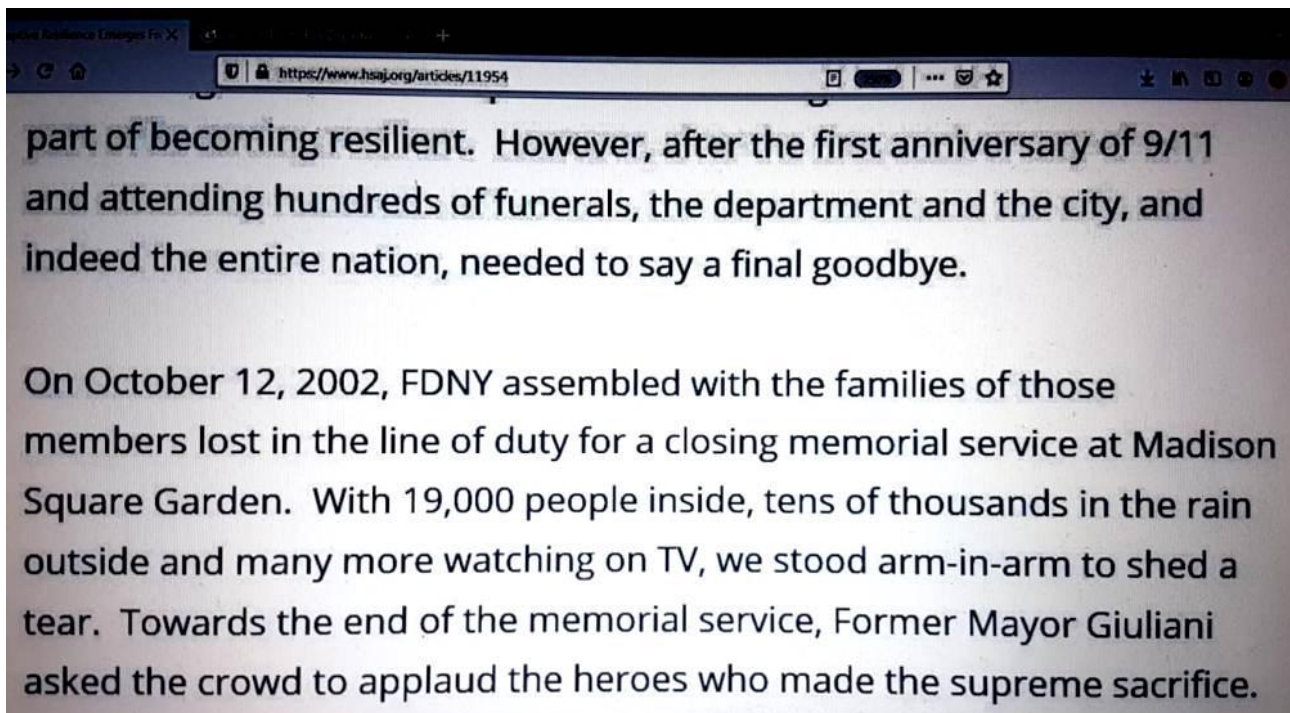 ptive Resilience Emerges Fr
https://www.hsaj.org/articles/11954
part of becoming resilient. However, after the first anniversary of 9/11
and attending hundreds of funerals, the department and the city, and
indeed the entire nation, needed to say a final goodbye.
On October 12, 2002, FDNY assembled with the families of those
members lost in the line of duty for a closing memorial service at Madison
Square Garden. With 19,000 people inside, tens of thousands in the rain
outside and many more watching on TV, we stood arm-in-arm to shed a
tear. Towards the end of the memorial service, Former Mayor Giuliani
asked the crowd to applaud the heroes who made the supreme sacrifice.